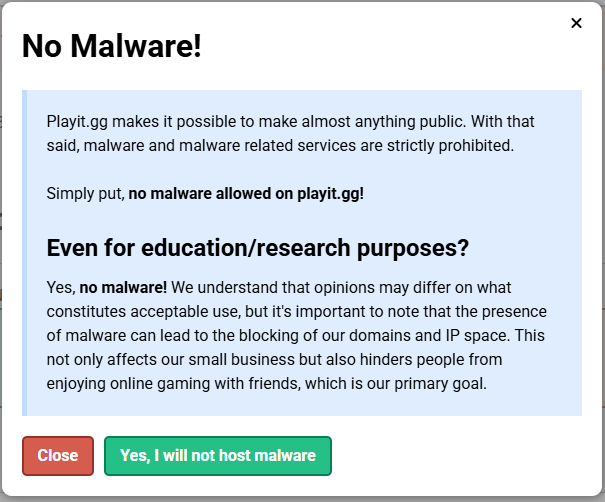 ×
No Malware!
Playit.gg makes it possible to make almost anything public. With that
said, malware and malware related services are strictly prohibited.
Simply put, no malware allowed on playit.gg!
Even for education/research purposes?
Yes, no malware! We understand that opinions may differ on what
constitutes acceptable use, but it's important to note that the presence
of malware can lead to the blocking of our domains and IP space. This
not only affects our small business but also hinders people from
enjoying online gaming with friends, which is our primary goal.
Close
Yes, I will not host malware